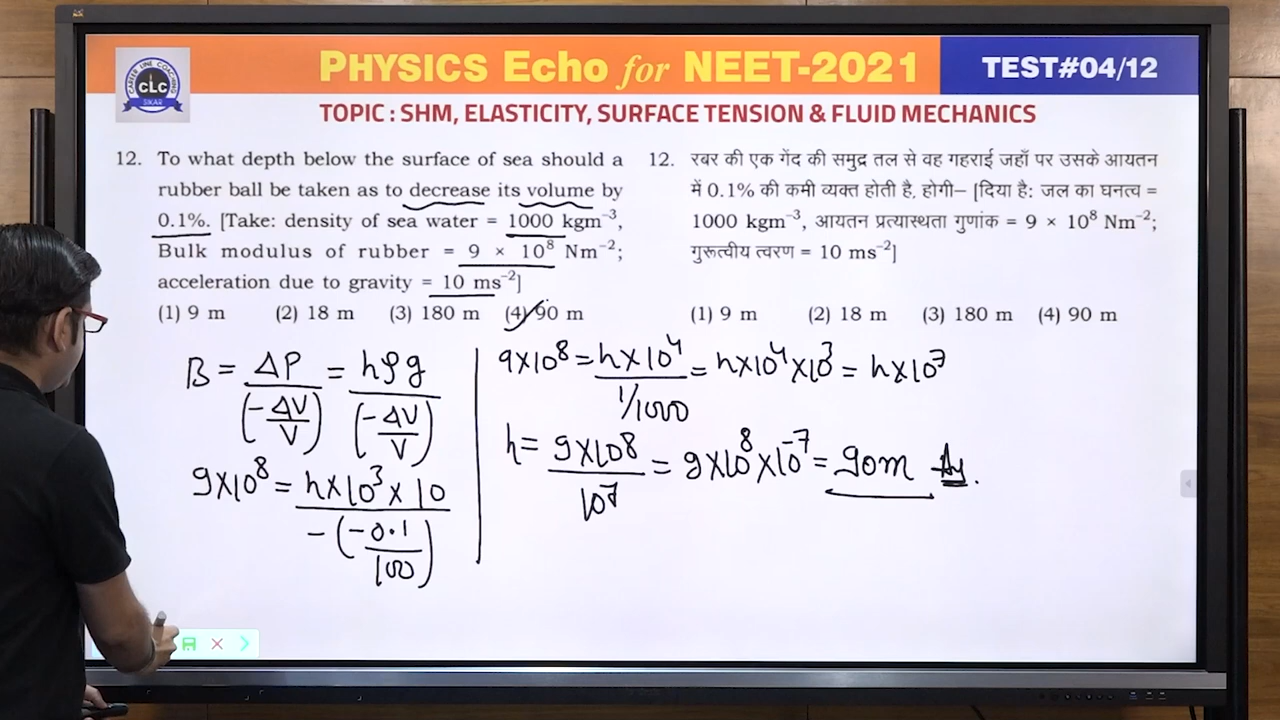 PHYSICS Echo for NEET-2021
TEST#04/12
CAREER LINE COACHING
CLC
SIKAR
TOPIC : SHM, ELASTICITY, SURFACE TENSION & FLUID MECHANICS
12. To what depth below the surface of sea should a
rubber ball be taken as to decrease its volume by
0.1%. [Take: density of sea water = 1000 kgm⁻³,
Bulk modulus of rubber = 9 × 10⁸ Nm⁻²;
acceleration due to gravity = 10 ms⁻²]
(1) 9 m (2) 18 m (3) 180 m (4) 90 m
12. रबर की एक गेंद की समुद्र तल से वह गहराई जहाँ पर उसके आयतन
में 0.1% की कमी व्यक्त होती है, होगी– [दिया है: जल का घनत्व =
1000 kgm⁻³, आयतन प्रत्यास्थता गुणांक = 9 × 10⁸ Nm⁻²;
गुरूत्वीय त्वरण = 10 ms⁻²]
(1) 9 m (2) 18 m (3) 180 m (4) 90 m
B = ΔP/(-ΔV/V) = hρg/(-ΔV/V)
9×10⁸ = h×10³×10/-(-0.1/100)
9×10⁸ = h×10⁴/(1/1000) = h×10⁴×10³ = h×10⁷
h = 9×10⁸/10⁷ = 9×10⁸×10⁻⁷ = 90m